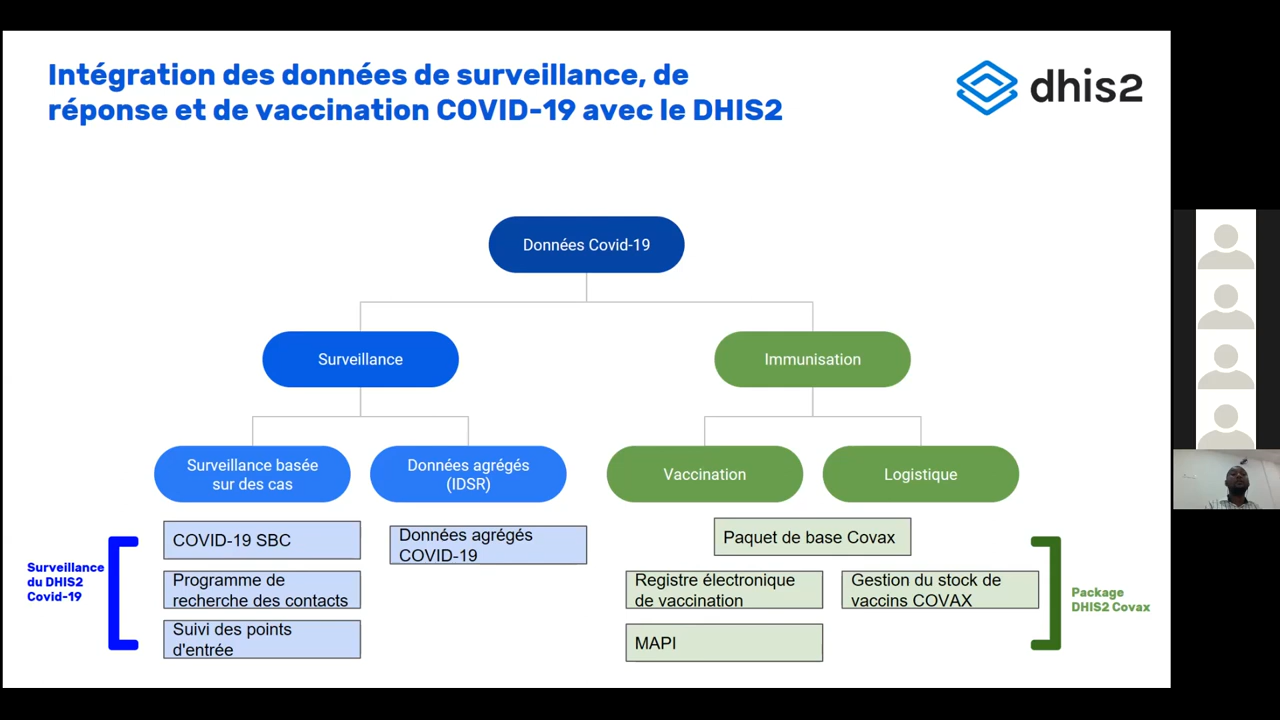 Intégration des données de surveillance, de
réponse et de vaccination COVID-19 avec le DHIS2
dhis2
Données Covid-19
Surveillance
Immunisation
Surveillance basée
sur des cas
Données agrégés
(IDSR)
Vaccination
Logistique
COVID-19 SBC
Données agrégés
COVID-19
Paquet de base Covax
Programme de
recherche des contacts
Registre électronique
de vaccination
Gestion du stock de
vaccins COVAX
Suivi des points
d'entrée
MAPI
Surveillance
du DHIS2
Covid-19
Package
DHIS2 Covax